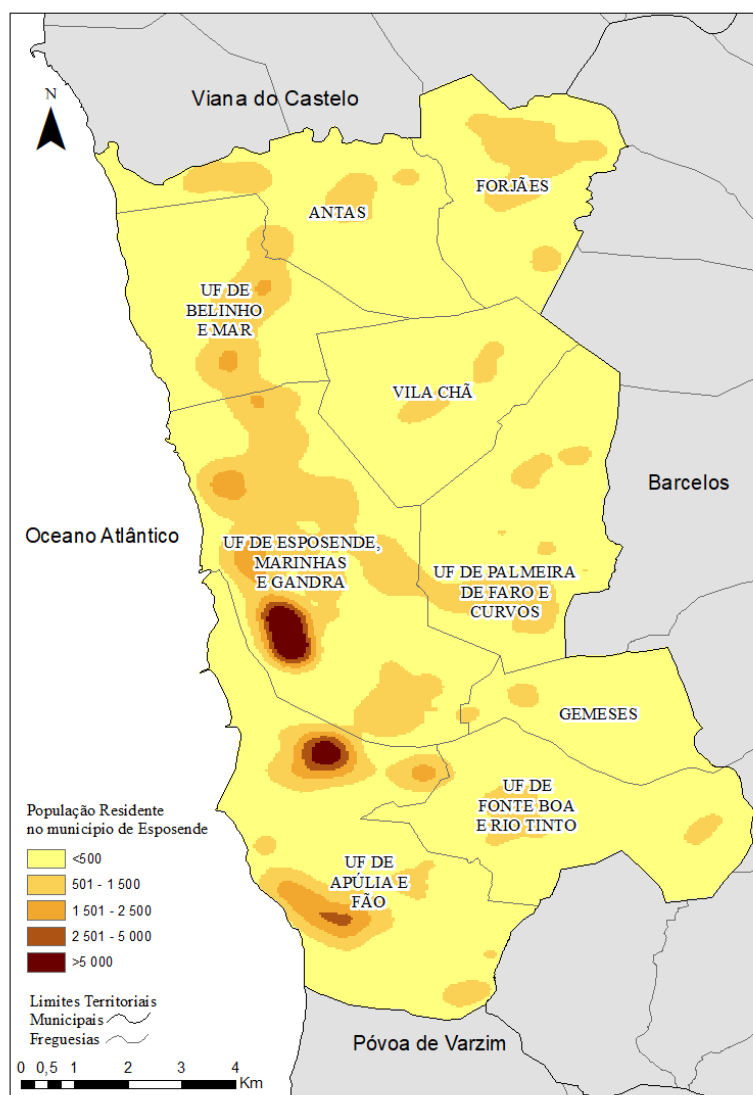 Viana do Castelo
N
FORJÃES
ANTAS
UF DE
BELINHO
E MAR
VILA CHÃ
Barcelos
Oceano Atlântico
UF DE ESPOSENDE,
MARINHAS
E GANDRA
UF DE PALMEIRA
DE FARO E
CURVOS
GEMESES
UF DE
FONTE BOA
E RIO TINTO
População Residente
no municipio de Esposende
<500
501 - 1 500
1 501 - 2 500
2 501 - 5 000
>5 000
UF DE
APÚLIA E
FÃO
Limites Territoriais
Municipais
Freguesias
Póvoa de Varzim
0 0,5 1 2 3 4
Km